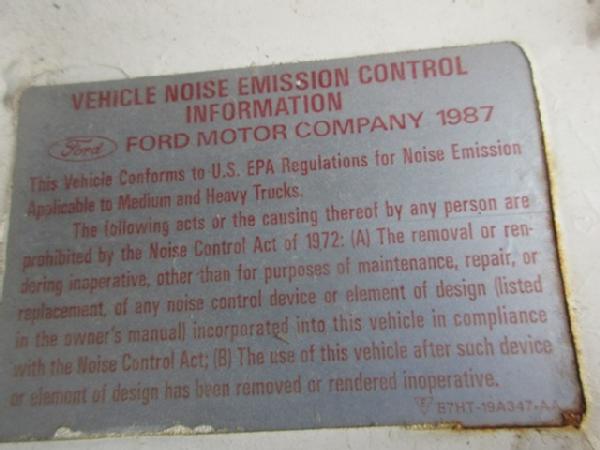 VEHICLE NOISE EMISSION CONTROL
INFORMATION
Ford FORD MOTOR COMPANY 1987
This Vehicle Conforms to U.S. EPA Regulations for Noise Emission
Applicable to Medium and Heavy Trucks.
The following acts or the causing thereof by any person are
prohibited by the Noise Control Act of 1972: (A) The removal or ren-
dering inoperative, other than for purposes of maintenance, repair, or
replacement, of any noise control device or element of design (listed
in the owner's manual) incorporated into this vehicle in compliance
with the Noise Control Act; (B) The use of this vehicle after such device
or element of design has been removed or rendered inoperative.
E7HT-19A347-AA